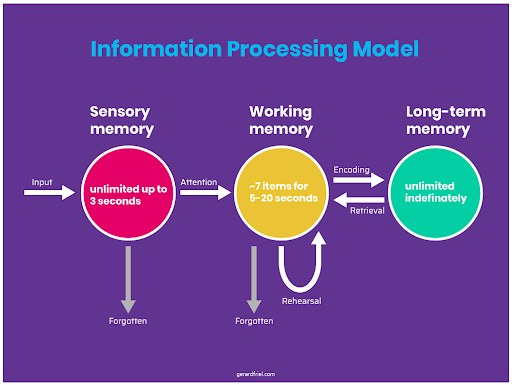 Information Processing Model
Sensory
memory
Working
memory
Long-term
memory
Input
unlimited up to
3 seconds
Attention
~7 items for
5-20 seconds
Encoding
Retrieval
unlimited
indefinately
Rehearsal
Forgotten
Forgotten
gerardfriel.com